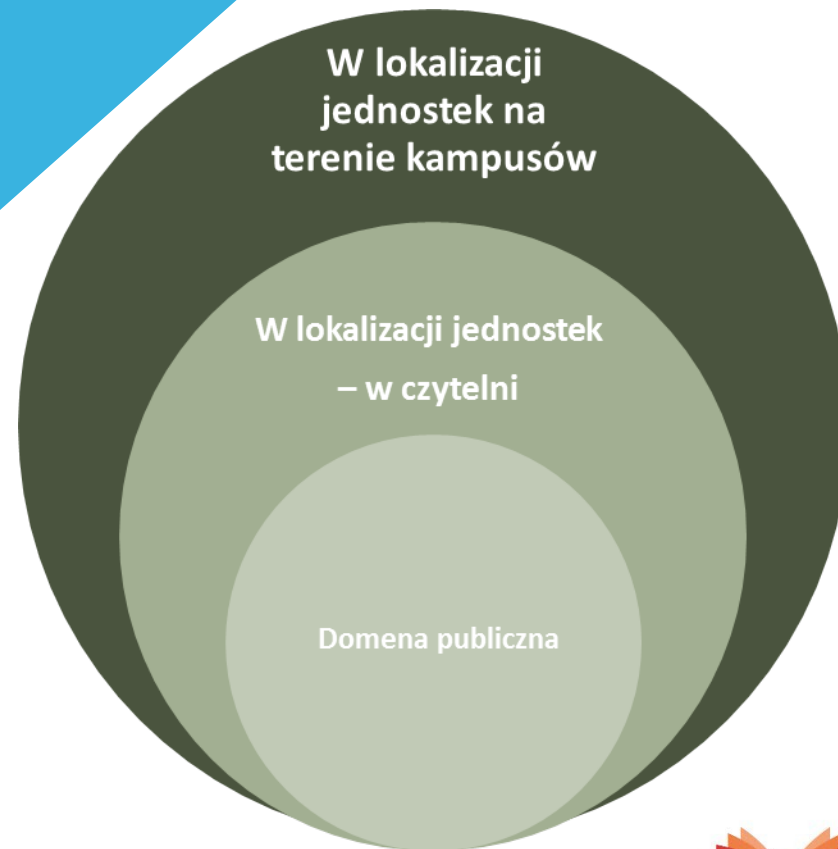 W lokalizacji
jednostek na
terenie kampusów
W lokalizacji jednostek
– w czytelni
Domena publiczna